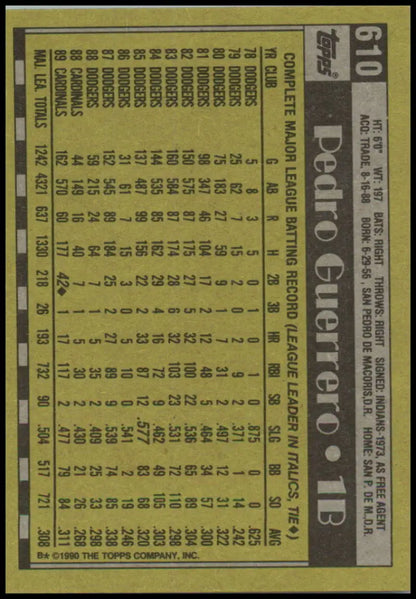 610
Topps®
Pedro Guerrero • 1B
HT: 6'0" WT: 197 BATS: RIGHT THROWS: RIGHT SIGNED: INDIANS-1973, AS FREE AGENT
ACQ: TRADE, 8-16-88 BORN: 6-29-56, SAN PEDRO DE MACORIS, D.R. HOME: SAN P. DE M., D.R.
COMPLETE MAJOR LEAGUE BATTING RECORD (LEAGUE LEADER IN ITALICS, TIE♦)
YR CLUB G AB R H 2B 3B HR RBI SB SLG BB SO AVG
78 DODGERS 5 8 3 5 0 1 0 1 0 .875 0 0 .625
79 DODGERS 25 62 7 15 2 0 2 9 2 .371 1 14 .242
80 DODGERS 75 183 27 59 9 1 7 31 2 .497 12 31 .322
81 DODGERS 98 347 46 104 17 2 12 48 5 .464 34 57 .300
82 DODGERS 150 575 87 175 27 5 32 100 22 .536 65 89 .304
83 DODGERS 160 584 87 174 28 6 32 103 23 .531 72 110 .298
84 DODGERS 144 535 85 162 29 4 16 72 9 .462 49 105 .303
85 DODGERS 137 487 99 156 22 2 33 87 12 .577 83 68 .320
86 DODGERS 31 61 7 15 3 0 5 10 0 .541 2 19 .246
87 DODGERS 152 545 89 184 25 2 27 89 9 .539 74 85 .338
88 DODGERS 59 215 24 64 7 1 5 35 2 .409 25 33 .298
88 CARDINALS 44 149 16 40 7 1 5 30 2 .430 21 26 .268
89 CARDINALS 162 570 60 177 42♦ 1 17 117 2 .477 79 84 .311
MAJ. LEA. TOTALS 1242 4321 637 1330 218 26 193 732 90 .504 517 721 .308
B* ©1990 THE TOPPS COMPANY, INC.